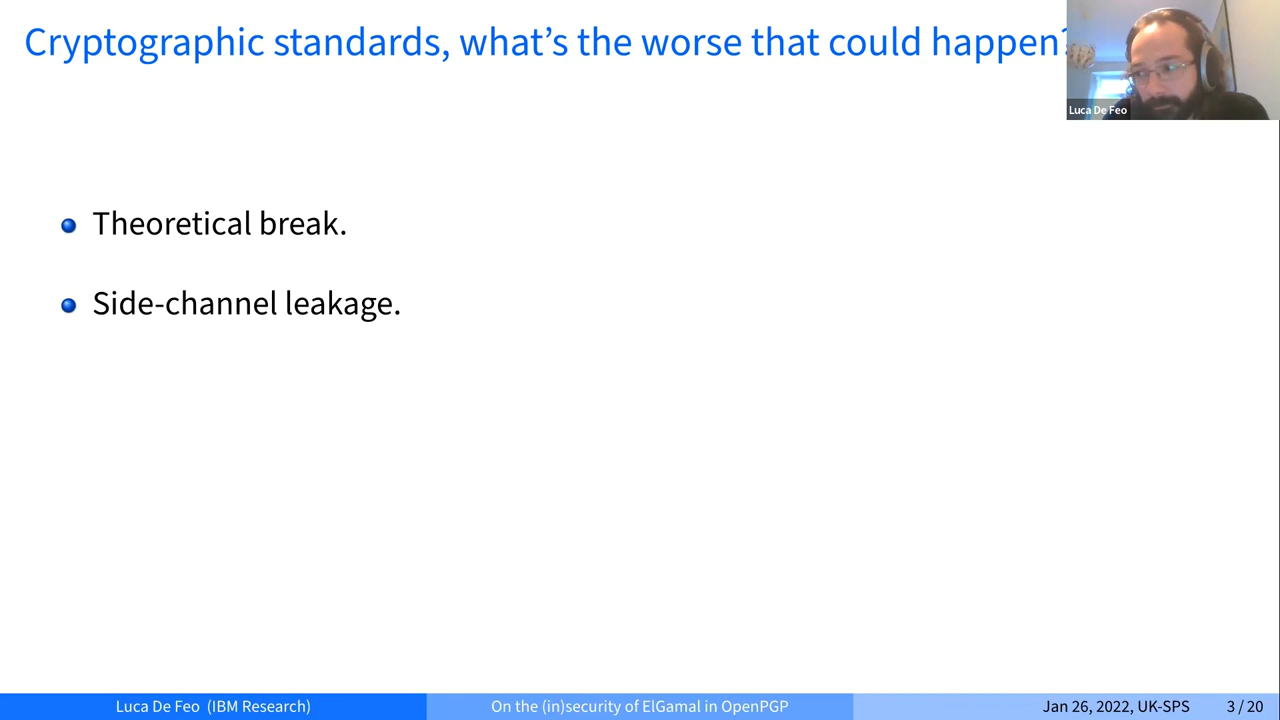 Cryptographic standards, what's the worse that could happen?
Luca De Feo
Theoretical break.
Side-channel leakage.
Luca De Feo (IBM Research)
On the (in)security of ElGamal in OpenPGP
Jan 26, 2022, UK-SPS
3 / 20